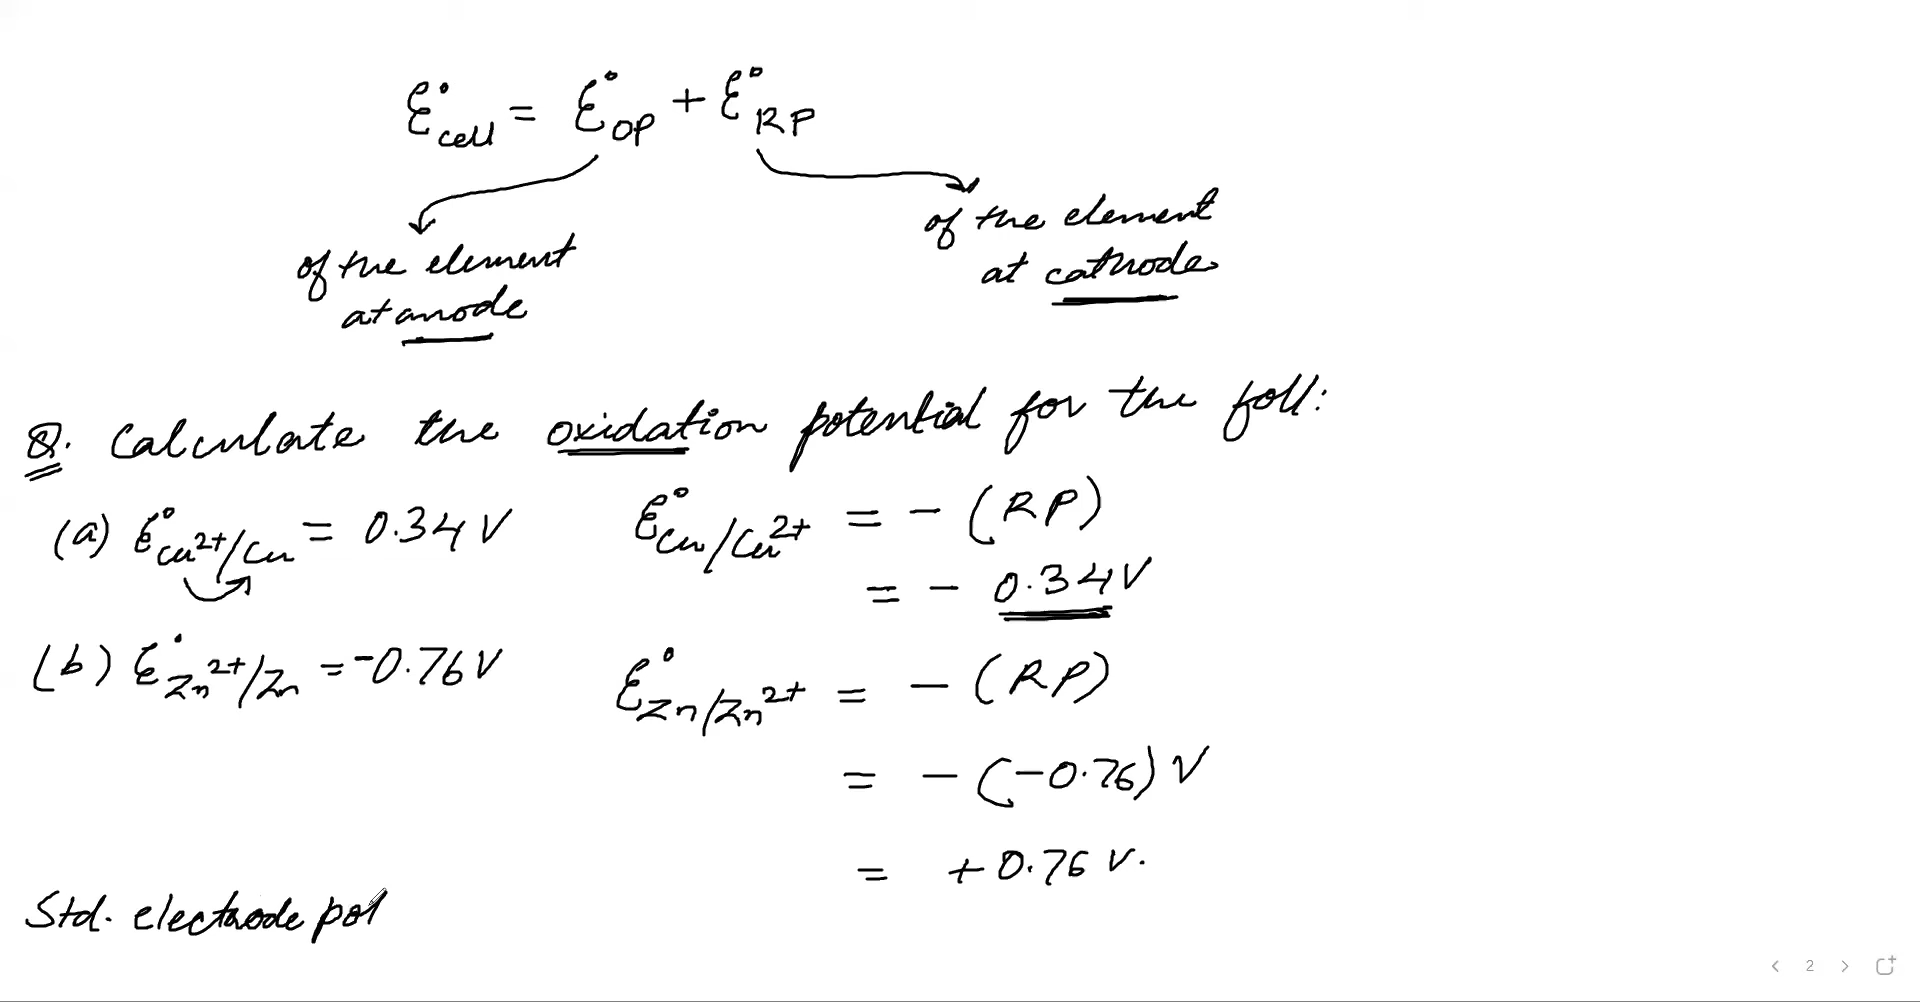 ℰ°cell = ℰ°OP + ℰ°RP
of the element
at cathode
of the element
at anode
Q. Calculate the oxidation potential for the foll:
(a) ℰ°Cu²⁺/Cu = 0.34 V
ℰ°Cu/Cu²⁺ = - (RP)
= - 0.34 V
(b) ℰ°Zn²⁺/Zn = -0.76 V
ℰ°Zn/Zn²⁺ = - (RP)
= - (-0.76) V
= +0.76 V.
Std. electrode pot
2